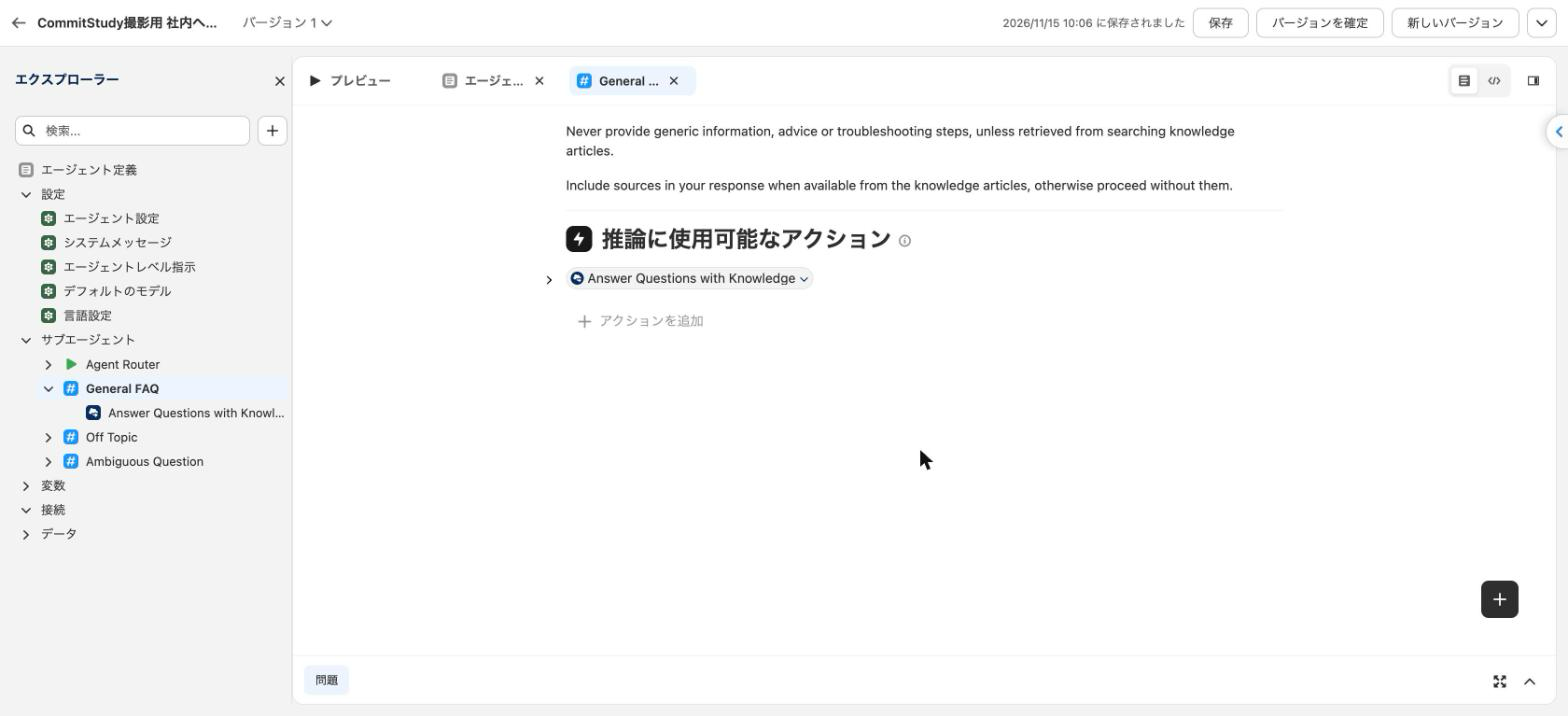 CommitStudy撮影用 社内へ...
バージョン 1
2026/11/15 10:06 に保存されました
保存
バージョンを確定
新しいバージョン
エクスプローラー
検索...
エージェント定義
設定
エージェント設定
システムメッセージ
エージェントレベル指示
デフォルトのモデル
言語設定
サブエージェント
Agent Router
General FAQ
Answer Questions with Knowl...
Off Topic
Ambiguous Question
変数
接続
データ
プレビュー
エージェ...
General ...
Never provide generic information, advice or troubleshooting steps, unless retrieved from searching knowledge
articles.
Include sources in your response when available from the knowledge articles, otherwise proceed without them.
推論に使用可能なアクション
Answer Questions with Knowledge
アクションを追加
問題